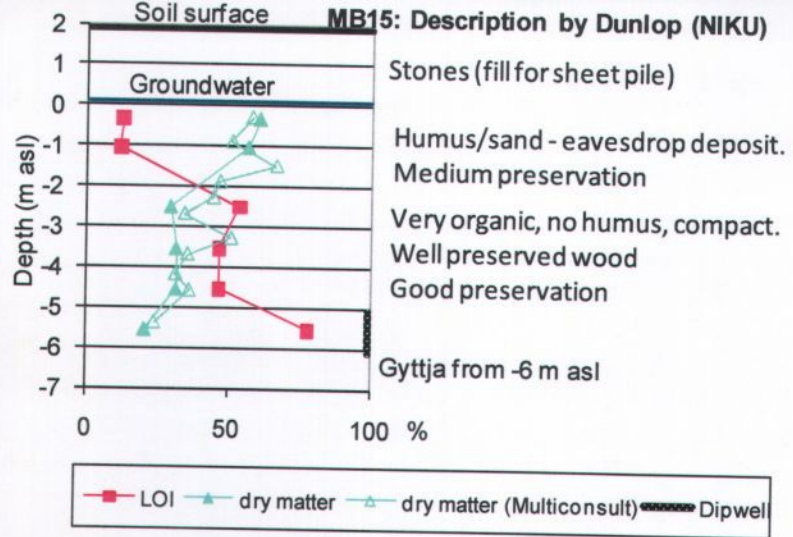 MB15: Description by Dunlop (NIKU)
Soil surface
Stones (fill for sheet pile)
Groundwater
Humus/sand - eavesdrop deposit.
Medium preservation
Very organic, no humus, compact.
Well preserved wood
Good preservation
Gyttja from -6 m asl
Depth (m asl)
2
1
0
-1
-2
-3
-4
-5
-6
-7
0 50 100 %
LOI dry matter dry matter (Multiconsult) Dipwell